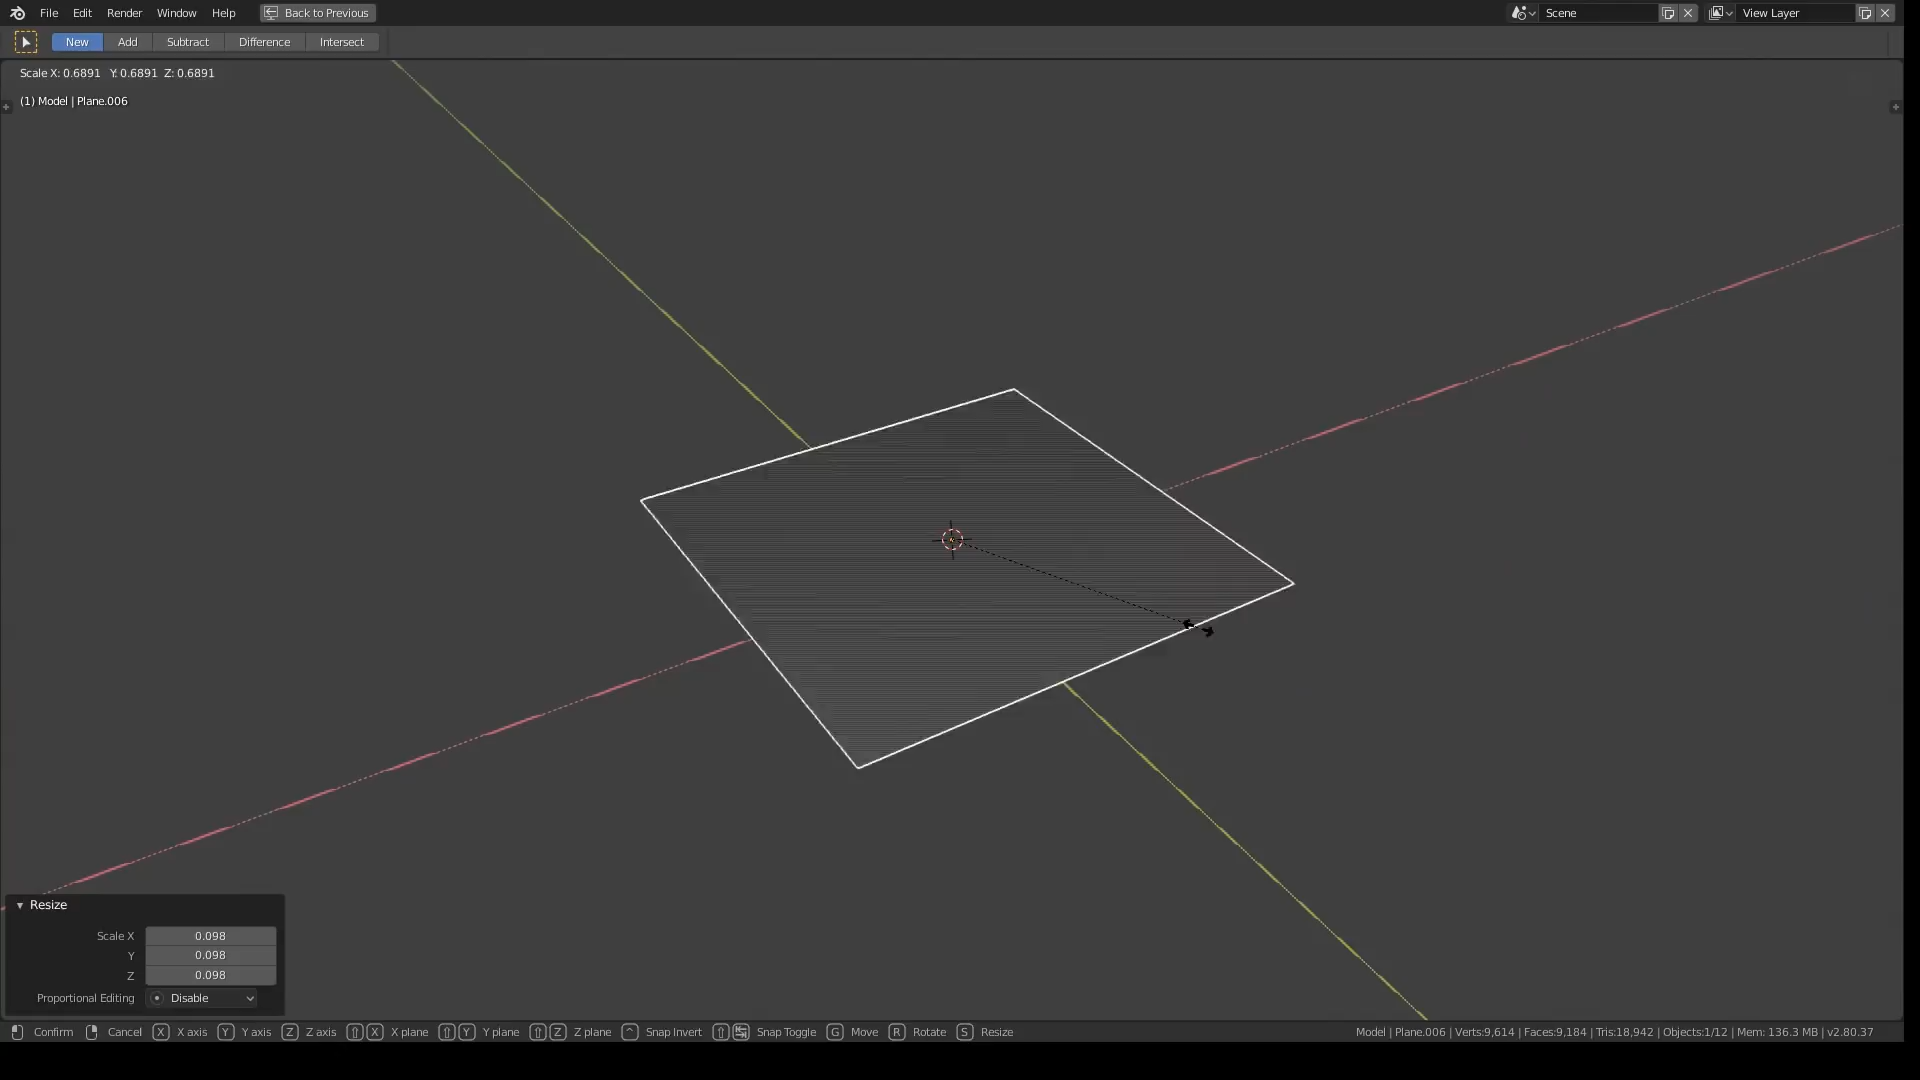 File Edit Render Window Help Back to Previous Scene View Layer
New Add Subtract Difference Intersect
Scale X: 0.6891 Y: 0.6891 Z: 0.6891
(1) Model | Plane.006
Resize
Scale X 0.098
Y 0.098
Z 0.098
Proportional Editing Disable
Confirm Cancel X X axis Y Y axis Z Z axis X X plane Y Y plane Z Z plane Snap Invert Snap Toggle G Move R Rotate S Resize Model | Plane.006 | Verts:9,614 | Faces:9,184 | Tris:18,942 | Objects:1/12 | Mem: 136.3 MB | v2.80.37